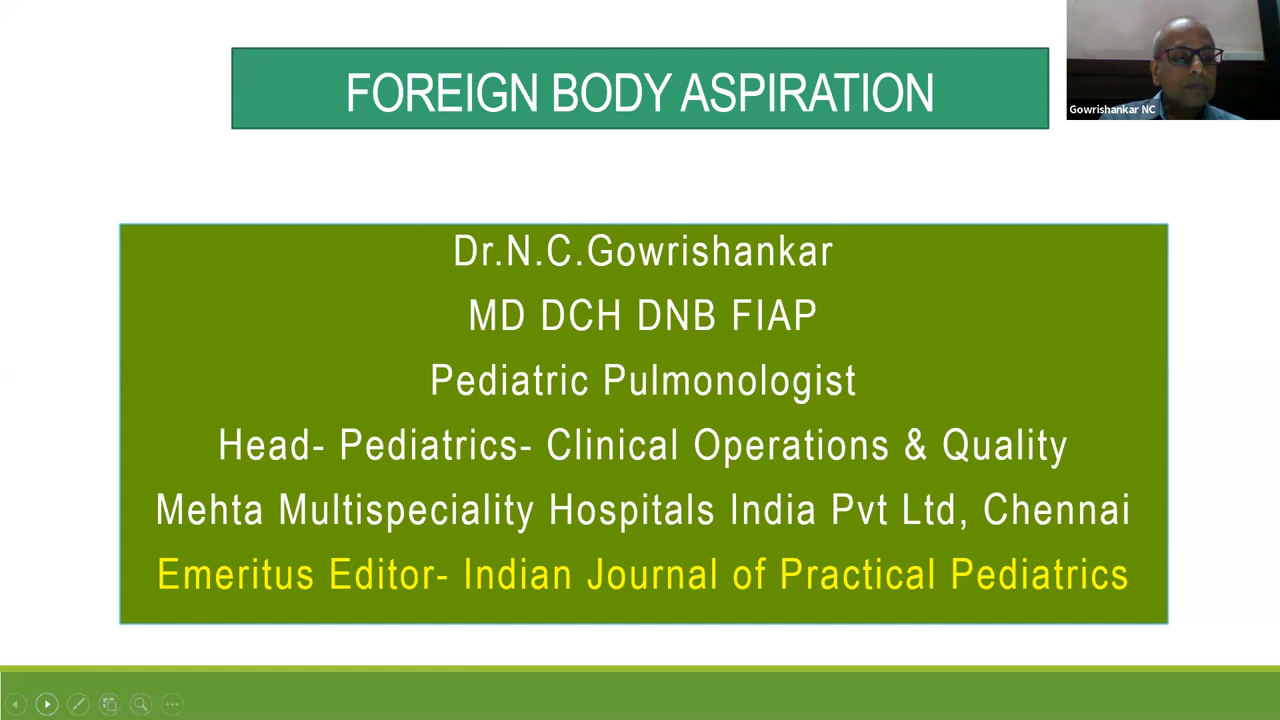 FOREIGN BODY ASPIRATION
Gowrishankar NC
Dr.N.C.Gowrishankar
MD DCH DNB FIAP
Pediatric Pulmonologist
Head- Pediatrics- Clinical Operations & Quality
Mehta Multispeciality Hospitals India Pvt Ltd, Chennai
Emeritus Editor- Indian Journal of Practical Pediatrics